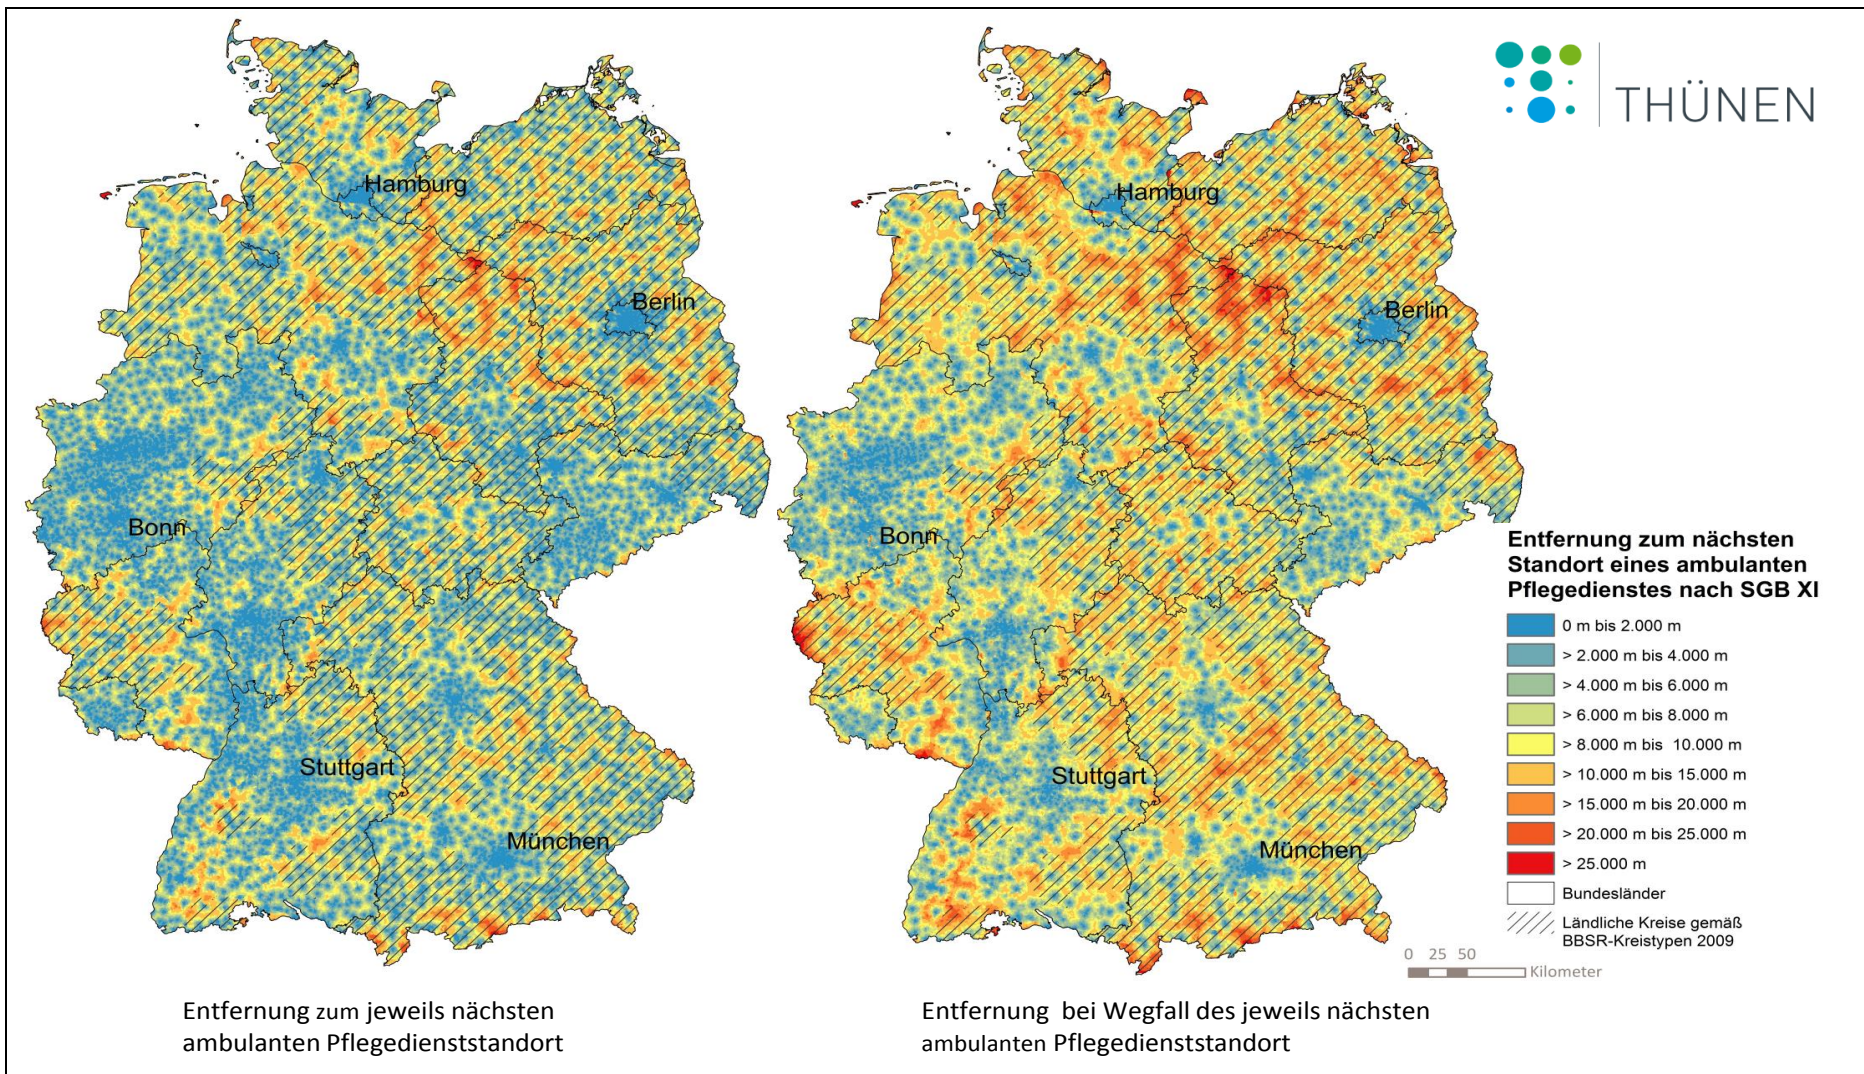 THÜNEN
Hamburg
Berlin
Bonn
Stuttgart
München
Hamburg
Berlin
Bonn
Stuttgart
München
Entfernung zum nächsten
Standort eines ambulanten
Pflegedienstes nach SGB XI
0 m bis 2.000 m
> 2.000 m bis 4.000 m
> 4.000 m bis 6.000 m
> 6.000 m bis 8.000 m
> 8.000 m bis 10.000 m
> 10.000 m bis 15.000 m
> 15.000 m bis 20.000 m
> 20.000 m bis 25.000 m
> 25.000 m
Bundesländer
Ländliche Kreise gemäß
BBSR-Kreistypen 2009
0 25 50
Kilometer
Entfernung zum jeweils nächsten
ambulanten Pflegedienststandort
Entfernung bei Wegfall des jeweils nächsten
ambulanten Pflegedienststandort